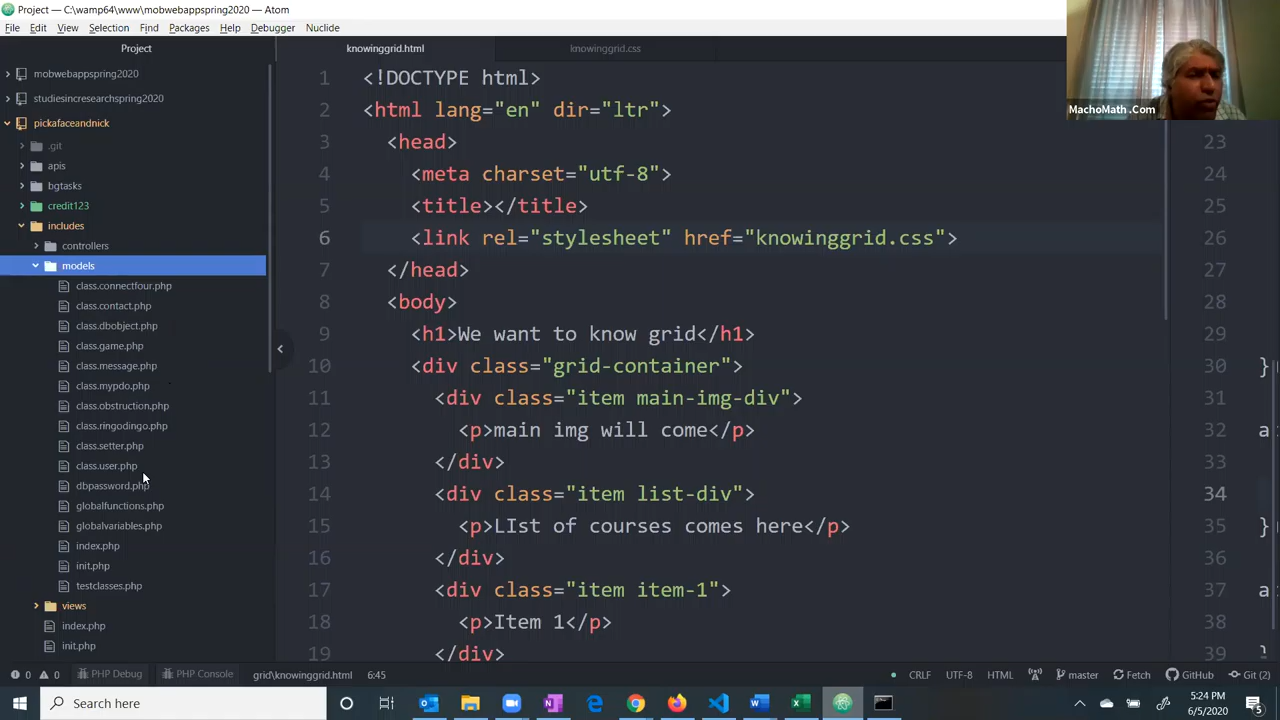 Project — C:\wamp64\www\mobwebappspring2020 — Atom
File Edit View Selection Find Packages Help Debugger Nuclide
Project
mobwebappspring2020
studiesincresearchspring2020
pickafaceandnick
.git
apis
bgtasks
credit123
includes
controllers
models
class.connectfour.php
class.contact.php
class.dbobject.php
class.game.php
class.message.php
class.mypdo.php
class.obstruction.php
class.ringodingo.php
class.setter.php
class.user.php
dbpassword.php
globalfunctions.php
globalvariables.php
index.php
init.php
testclasses.php
views
index.php
init.php
knowinggrid.html
knowinggrid.css
1 <!DOCTYPE html>
2 <html lang="en" dir="ltr">
3 <head>
4 <meta charset="utf-8">
5 <title></title>
6 <link rel="stylesheet" href="knowinggrid.css">
7 </head>
8 <body>
9 <h1>We want to know grid</h1>
10 <div class="grid-container">
11 <div class="item main-img-div">
12 <p>main img will come</p>
13 </div>
14 <div class="item list-div">
15 <p>LIst of courses comes here</p>
16 </div>
17 <div class="item item-1">
18 <p>Item 1</p>
19 </div>
MachoMath .Com
23
24
25
26
27
28
29
30 }
31
32 a
33
34
35 }
36
37 a
38
39
0 0 PHP Debug PHP Console grid\knowinggrid.html 6:45 CRLF UTF-8 HTML master Fetch GitHub Git (2)
Search here
5:24 PM
6/5/2020
5